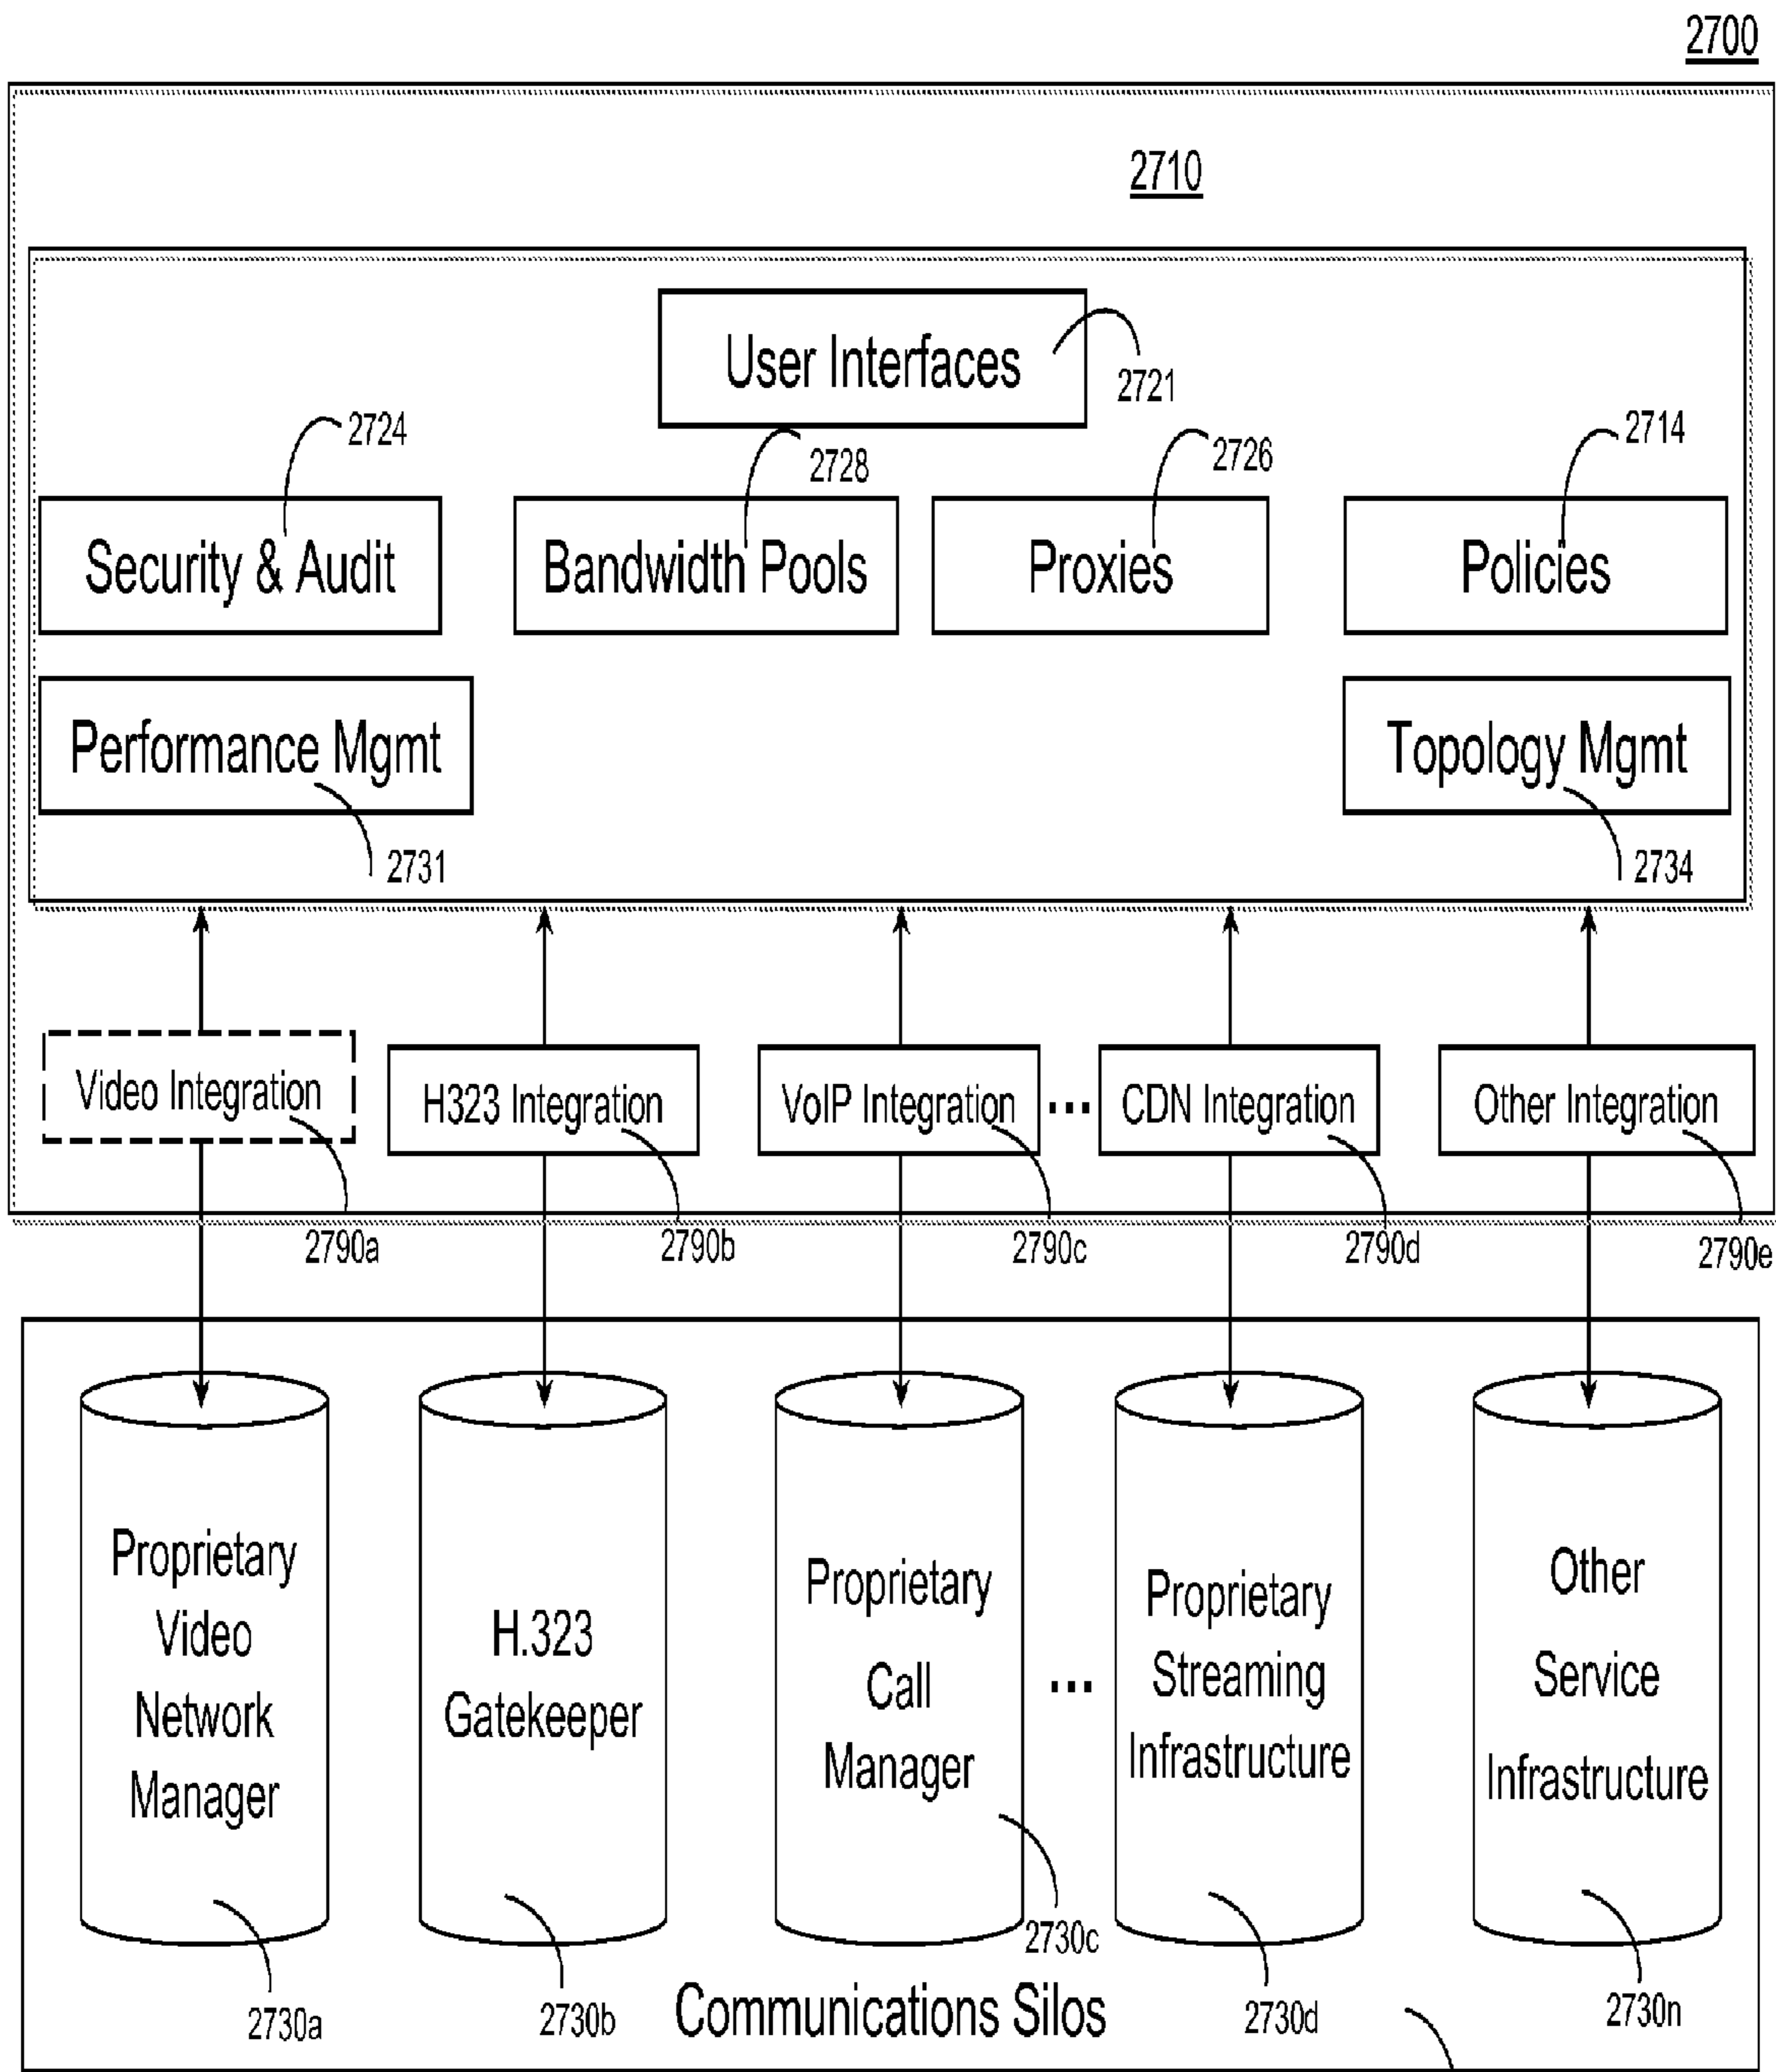 2700
2710
User Interfaces
2721
2724
2728
2726
2714
Security & Audit
Bandwidth Pools
Proxies
Policies
Performance Mgmt
Topology Mgmt
2731
2734
Video Integration
H323 Integration
VoIP Integration
...
CDN Integration
Other Integration
2790a
2790b
2790c
2790d
2790e
Proprietary
Video
Network
Manager
H.323
Gatekeeper
Proprietary
Call
Manager
...
Proprietary
Streaming
Infrastructure
Other
Service
Infrastructure
2730a
2730b
2730c
2730d
2730n
Communications Silos